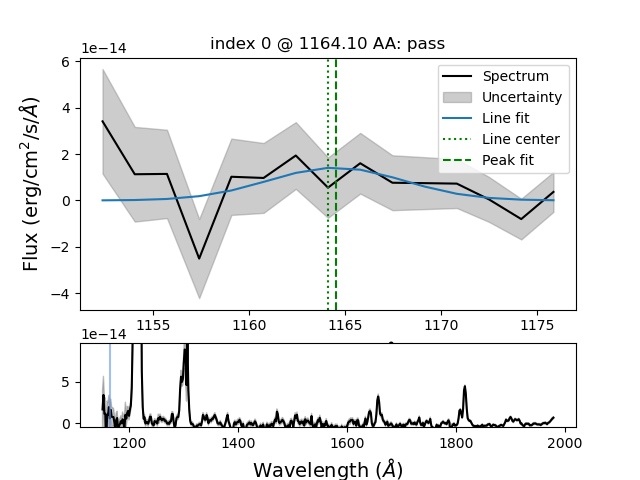 index 0 @ 1164.10 AA: pass
1e−14
6
4
2
0
−2
−4
Flux (erg/cm²/s/Å)
Spectrum
Uncertainty
Line fit
Line center
Peak fit
1155 1160 1165 1170 1175
1e−14
5
0
1200 1400 1600 1800 2000
Wavelength (Å)